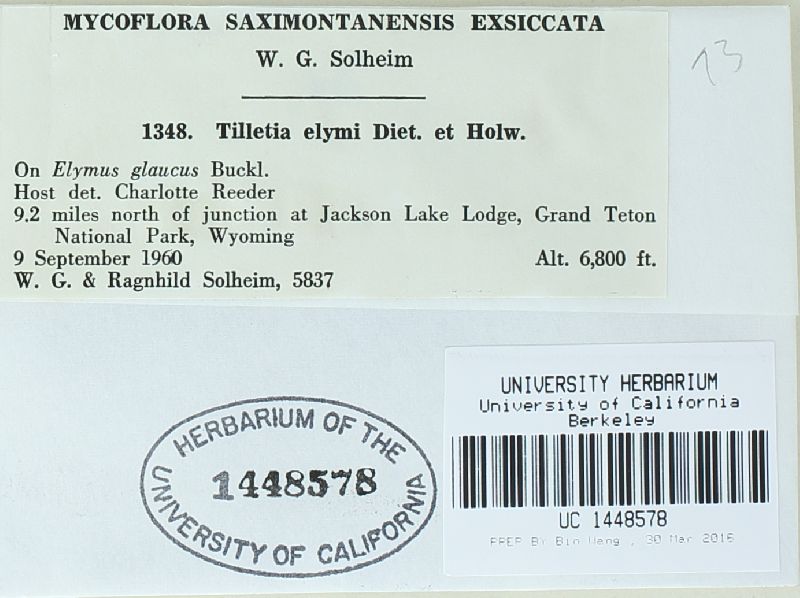 MYCOFLORA SAXIMONTANENSIS EXSICCATA
W. G. Solheim
13
1348. Tilletia elymi Diet. et Holw.
On Elymus glaucus Buckl.
Host det. Charlotte Reeder
9.2 miles north of junction at Jackson Lake Lodge, Grand Teton
National Park, Wyoming
9 September 1960 Alt. 6,800 ft.
W. G. & Ragnhild Solheim, 5837
HERBARIUM OF THE
1448578
UNIVERSITY OF CALIFORNIA
UNIVERSITY HERBARIUM
University of California
Berkeley
UC 1448578
PREP By Bin Wang , 30 Mar 2016